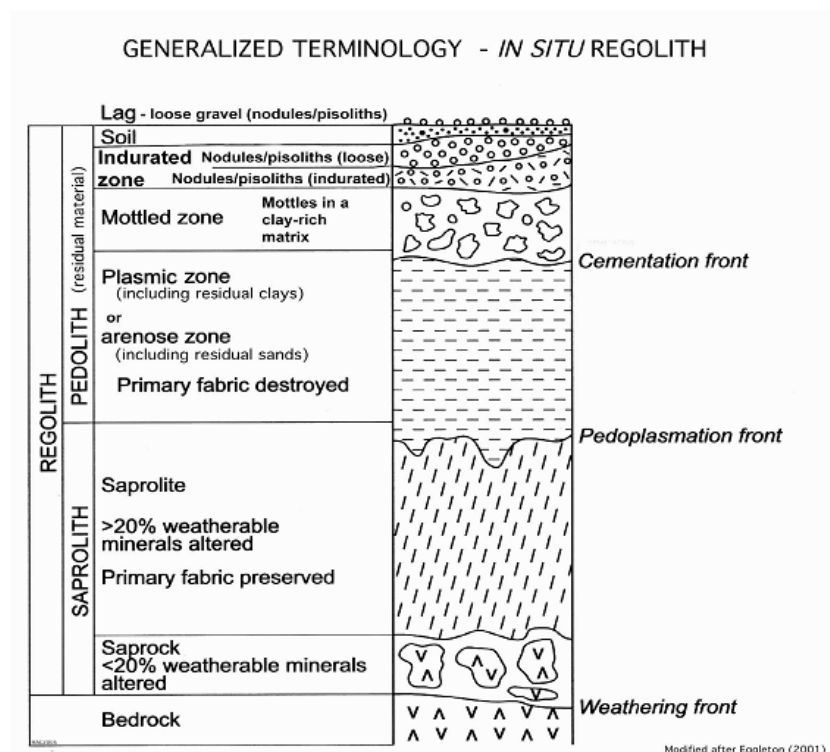 GENERALIZED TERMINOLOGY - IN SITU REGOLITH
Lag - loose gravel (nodules/pisoliths)
Soil
Indurated Nodules/pisoliths (loose)
zone Nodules/pisoliths (indurated)
Mottled zone
Mottles in a
clay-rich
matrix
Cementation front
Plasmic zone
(including residual clays)
or
arenose zone
(including residual sands)
Primary fabric destroyed
Pedoplasmation front
Saprolite
>20% weatherable
minerals altered
Primary fabric preserved
Saprock
<20% weatherable minerals
altered
Weathering front
Bedrock
REGOLITH
PEDOLITH (residual material)
SAPROLITH
Modified after Eggleton (2001)